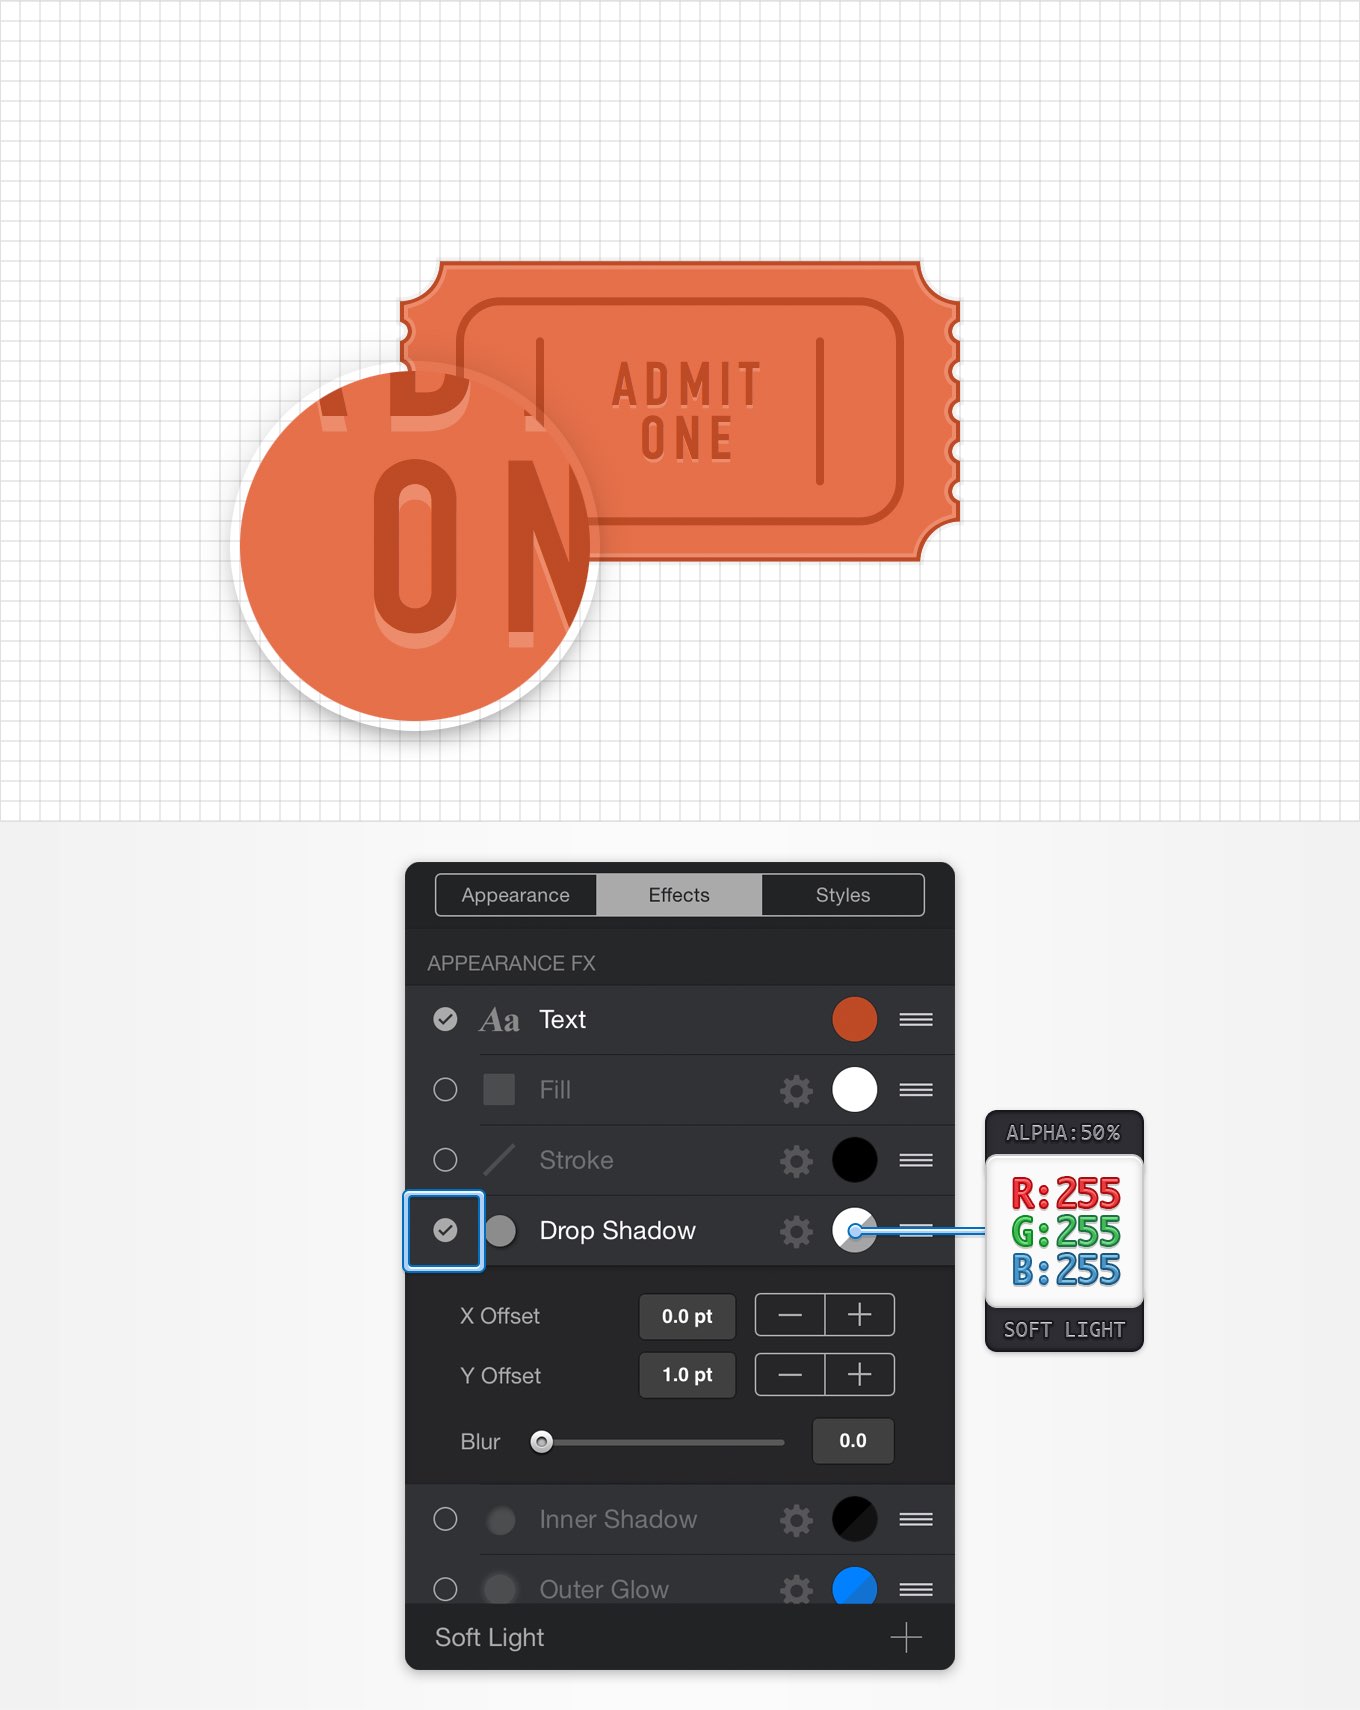 ADMIT
ONE
AD
ON
Appearance Effects Styles
APPEARANCE FX
Aa Text
Fill
Stroke
Drop Shadow
X Offset 0.0 pt
Y Offset 1.0 pt
Blur 0.0
Inner Shadow
Outer Glow
Soft Light
ALPHA:50%
R:255
G:255
B:255
SOFT LIGHT